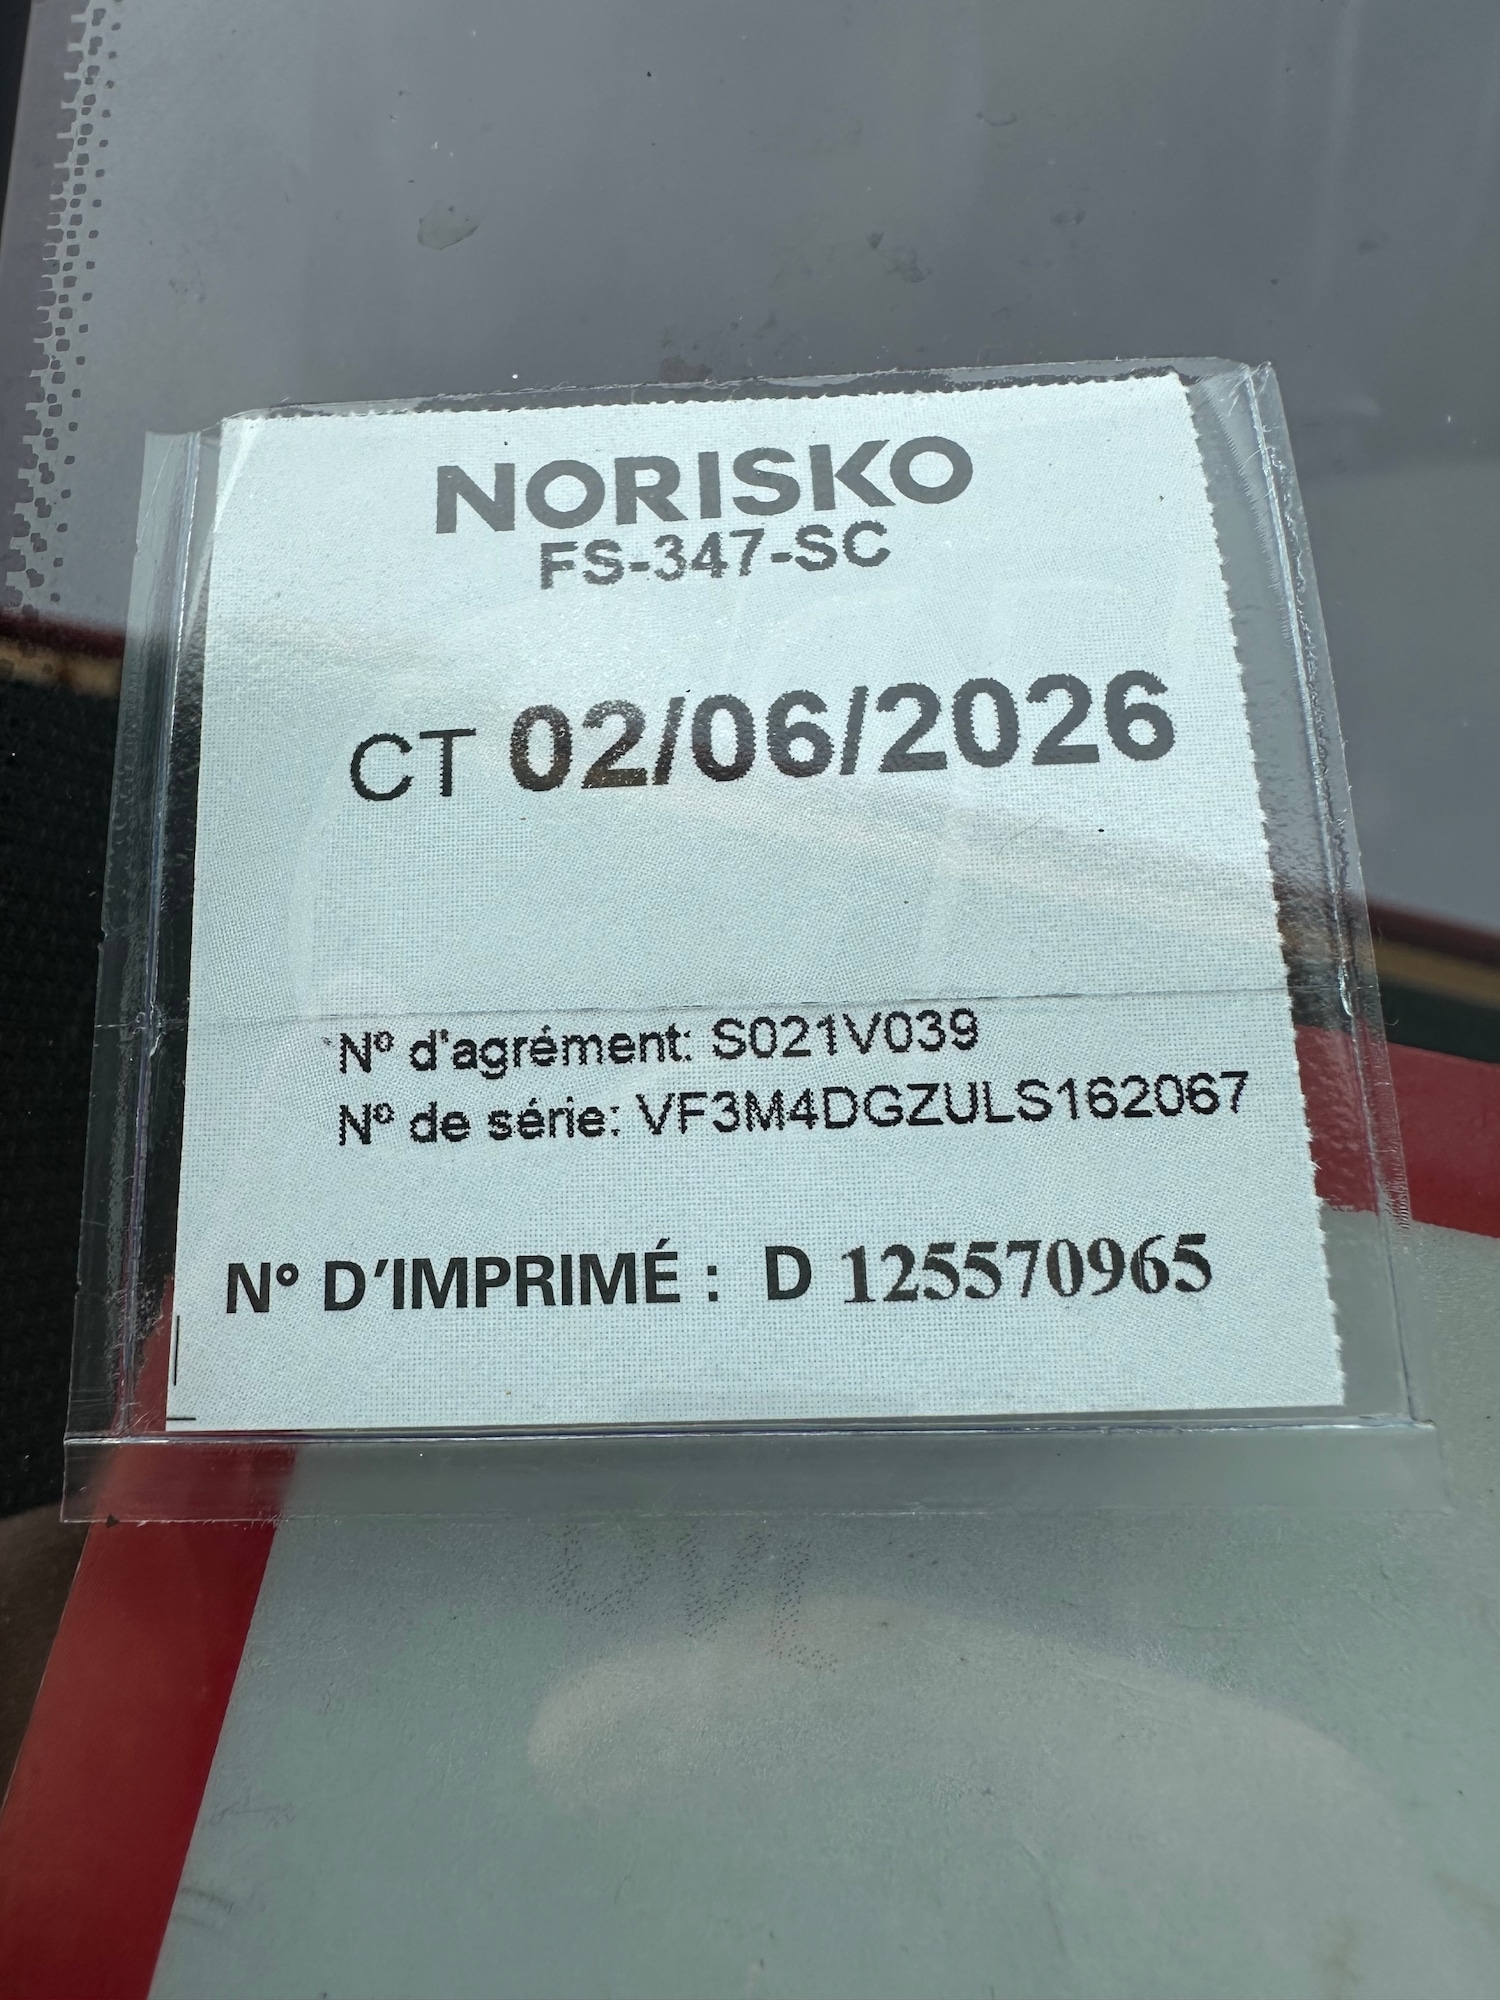 NORISKO
FS-347-SC
CT 02/06/2026
N° d'agrément: S021V039
N° de série: VF3M4DGZULS162067
N° D'IMPRIMÉ : D 125570965